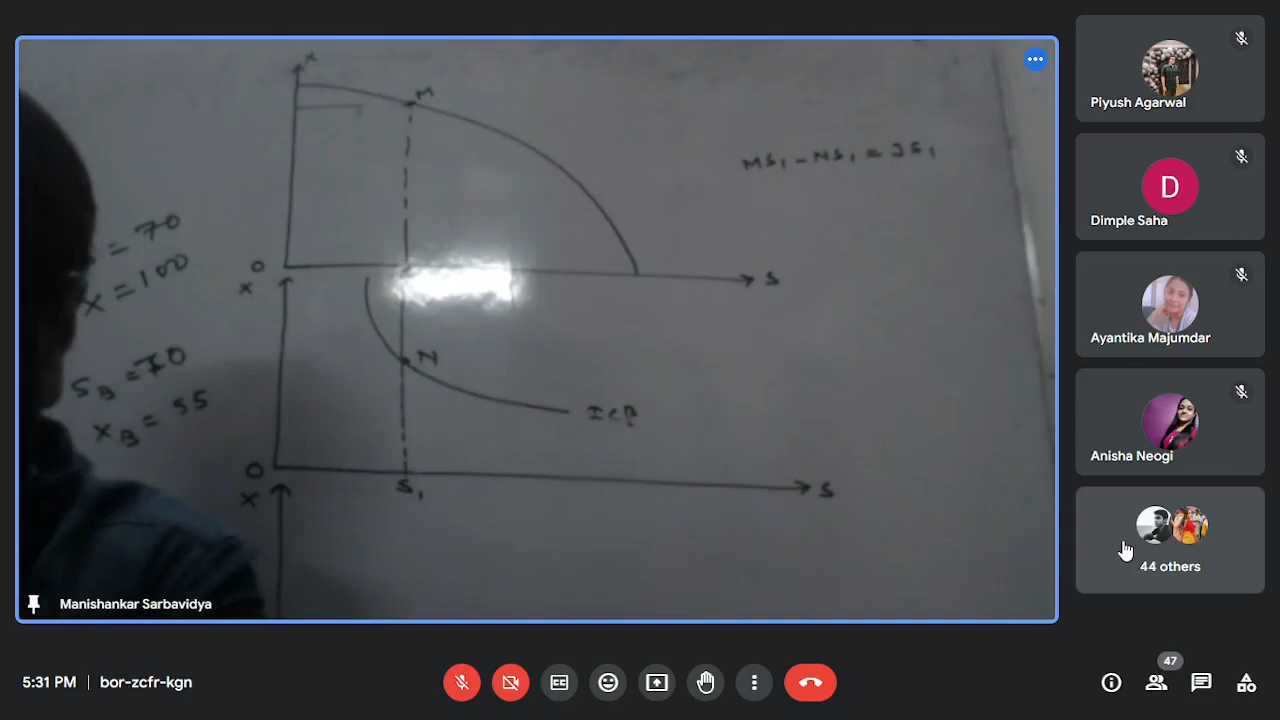 x
M
MS₁ - NS₁ = JS₁
= 70
x = 100
O
S
x
N
S_B = 70
x_B = 55
ICB
O
S₁
S
x
Manishankar Sarbavidya
Piyush Agarwal
D
Dimple Saha
Ayantika Majumdar
Anisha Neogi
44 others
5:31 PM | bor-zcfr-kgn
CC
47